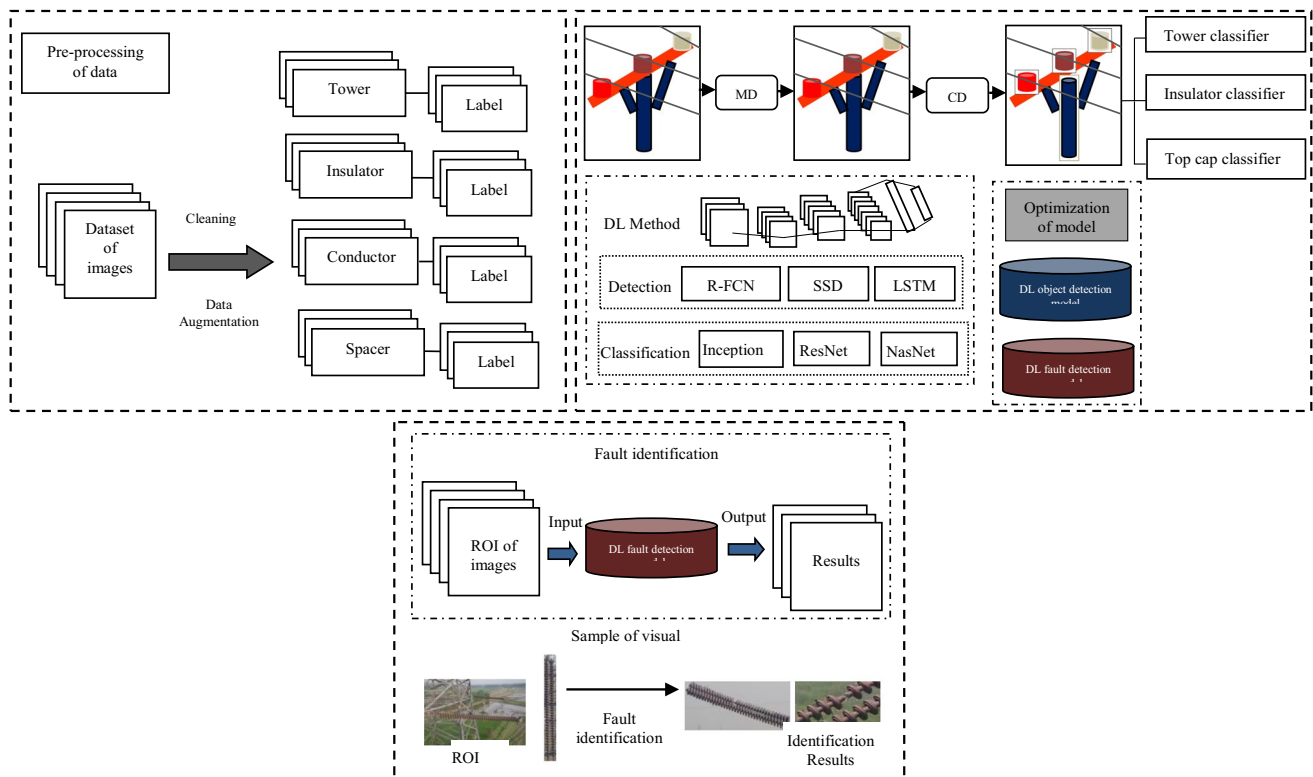 Pre-processing
of data
Dataset
of
images
Cleaning
Data
Augmentation
Tower
Label
Insulator
Label
Conductor
Label
Spacer
Label
MD
CD
Tower classifier
Insulator classifier
Top cap classifier
DL Method
Detection
R-FCN
SSD
LSTM
Classification
Inception
ResNet
NasNet
Optimization
of model
DL object detection
model
DL fault detection
Fault identification
ROI of
images
Input
DL fault detection
Output
Results
Sample of visual
ROI
Fault
identification
Identification
Results